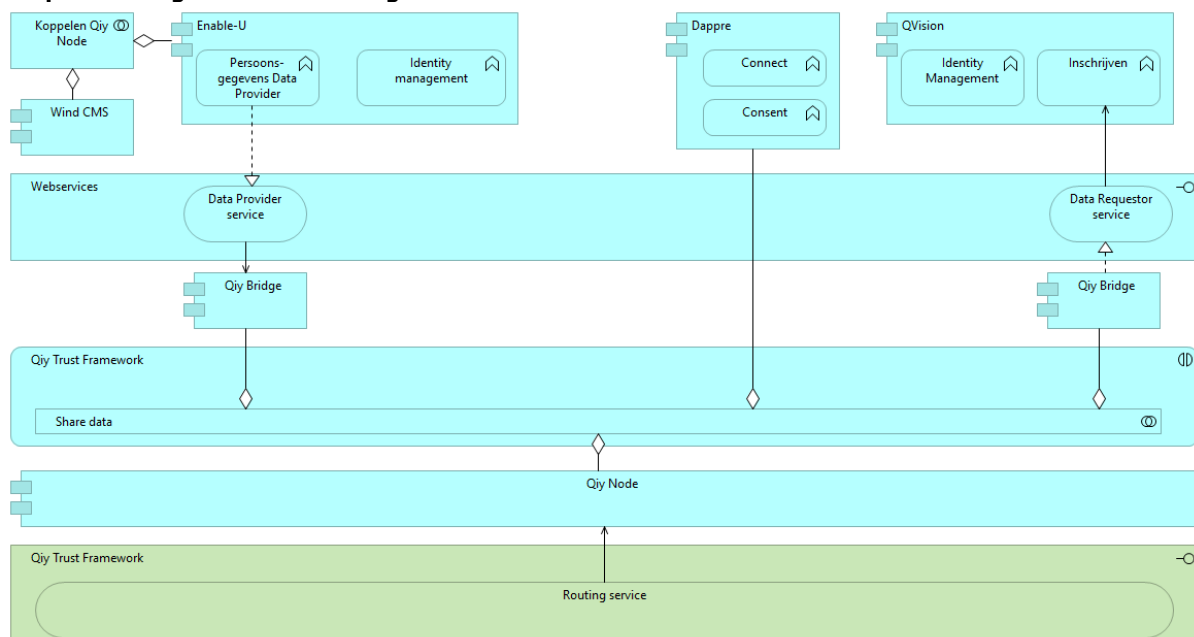 Koppelen Qiy
Node
Enable-U
Persoons-
gegevens Data
Provider
Identity
management
Wind CMS
Dappre
Connect
Consent
QVision
Identity
Management
Inschrijven
Webservices
Data Provider
service
Data Requestor
service
Qiy Bridge
Qiy Bridge
Qiy Trust Framework
Share data
Qiy Node
Qiy Trust Framework
Routing service